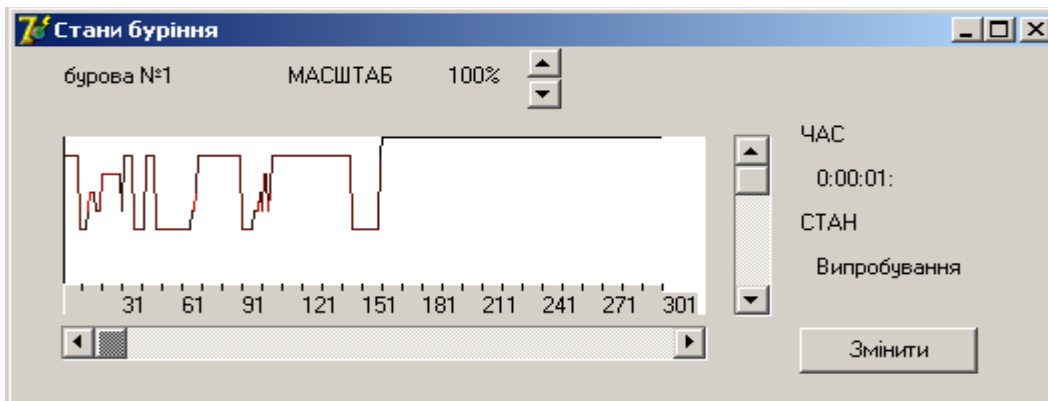 Стани буріння
бурова №1 МАСШТАБ 100%
ЧАС
0:00:01:
СТАН
Випробування
31 61 91 121 151 181 211 241 271 301
Змінити